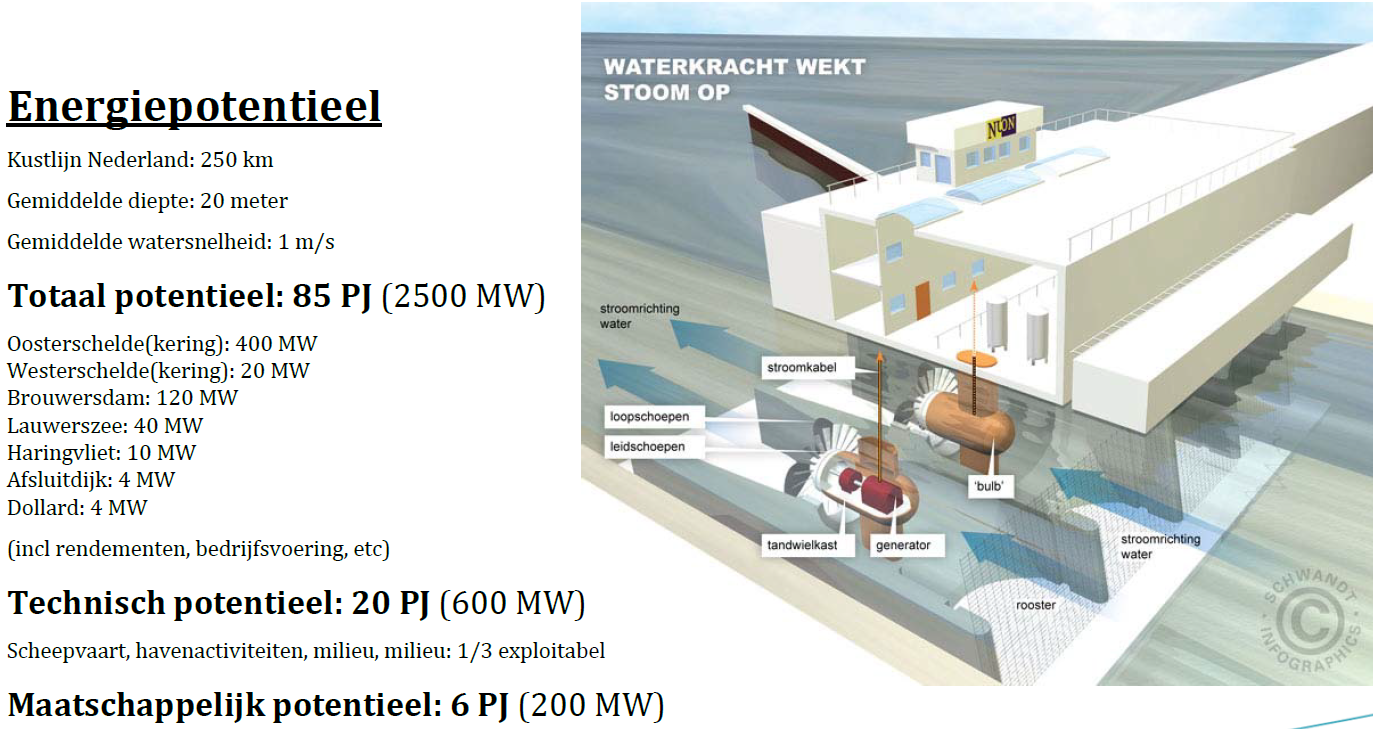 Energiepotentieel
Kustlijn Nederland: 250 km
Gemiddelde diepte: 20 meter
Gemiddelde watersnelheid: 1 m/s
Totaal potentieel: 85 PJ (2500 MW)
Oosterschelde(kering): 400 MW
Westerschelde(kering): 20 MW
Brouwersdam: 120 MW
Lauwerszee: 40 MW
Haringvliet: 10 MW
Afsluitdijk: 4 MW
Dollard: 4 MW
(incl rendementen, bedrijfsvoering, etc)
Technisch potentieel: 20 PJ (600 MW)
Scheepvaart, havenactiviteiten, milieu, milieu: 1/3 exploitabel
Maatschappelijk potentieel: 6 PJ (200 MW)
WATERKRACHT WEKT
STOOM OP
NUON
stroomrichting
water
stroomkabel
loopschoepen
leidschoepen
'bulb'
tandwielkast
generator
stroomrichting
water
rooster
SCHWANDT
©
INFOGRAPHICS